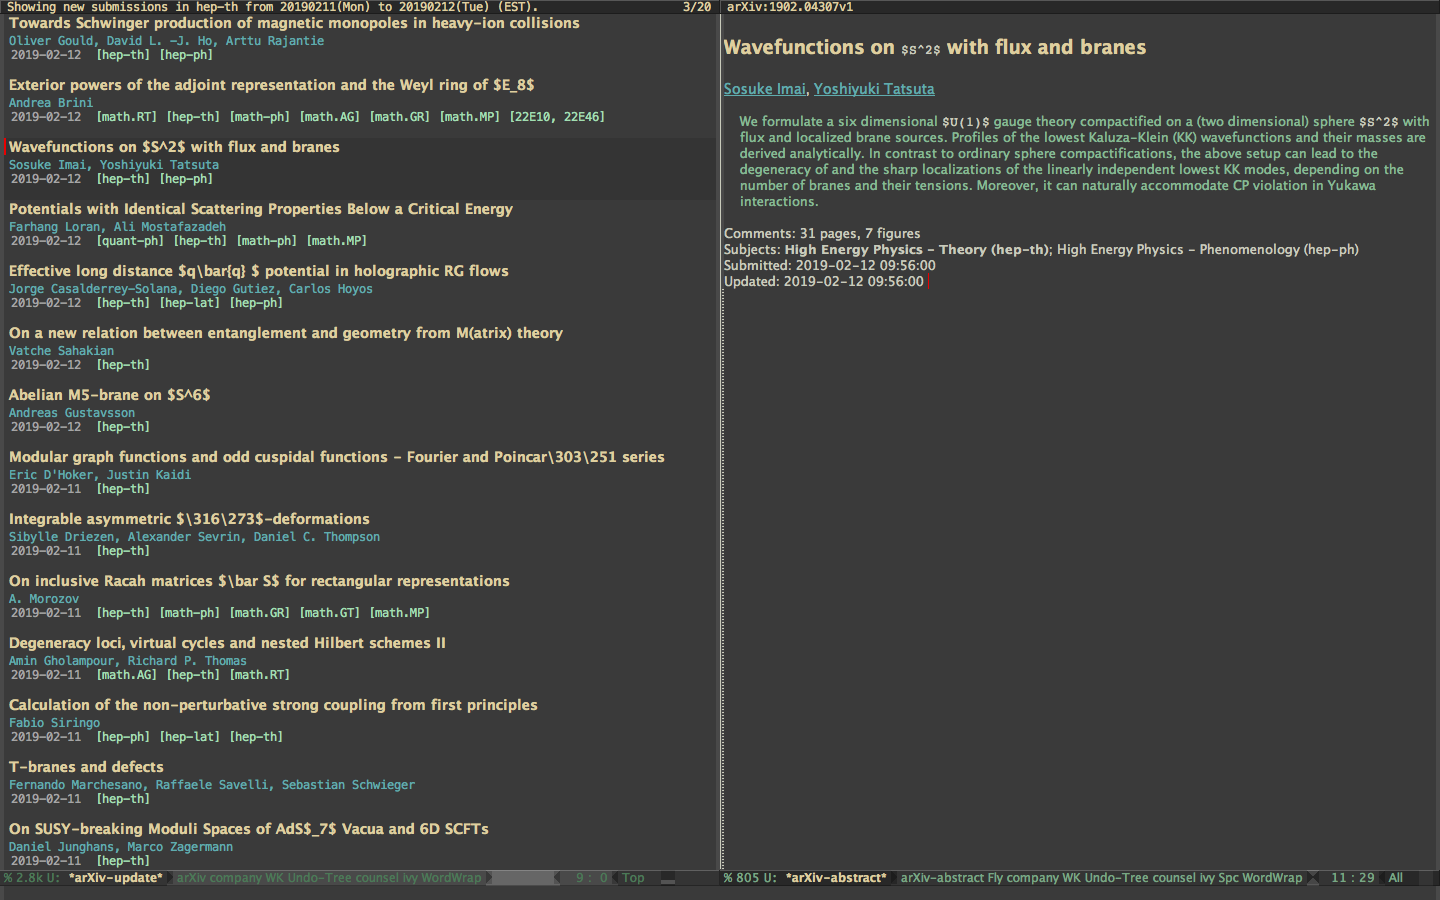 Showing new submissions in hep-th from 20190211(Mon) to 20190212(Tue) (EST). 3/20
Towards Schwinger production of magnetic monopoles in heavy-ion collisions
Oliver Gould, David L. -J. Ho, Arttu Rajantie
2019-02-12 [hep-th] [hep-ph]
Exterior powers of the adjoint representation and the Weyl ring of $E_8$
Andrea Brini
2019-02-12 [math.RT] [hep-th] [math-ph] [math.AG] [math.GR] [math.MP] [22E10, 22E46]
Wavefunctions on $S^2$ with flux and branes
Sosuke Imai, Yoshiyuki Tatsuta
2019-02-12 [hep-th] [hep-ph]
Potentials with Identical Scattering Properties Below a Critical Energy
Farhang Loran, Ali Mostafazadeh
2019-02-12 [quant-ph] [hep-th] [math-ph] [math.MP]
Effective long distance $q\bar{q} $ potential in holographic RG flows
Jorge Casalderrey-Solana, Diego Gutiez, Carlos Hoyos
2019-02-12 [hep-th] [hep-lat] [hep-ph]
On a new relation between entanglement and geometry from M(atrix) theory
Vatche Sahakian
2019-02-12 [hep-th]
Abelian M5-brane on $S^6$
Andreas Gustavsson
2019-02-12 [hep-th]
Modular graph functions and odd cuspidal functions - Fourier and Poincar\303\251 series
Eric D'Hoker, Justin Kaidi
2019-02-11 [hep-th]
Integrable asymmetric $\316\273$-deformations
Sibylle Driezen, Alexander Sevrin, Daniel C. Thompson
2019-02-11 [hep-th]
On inclusive Racah matrices $\bar S$ for rectangular representations
A. Morozov
2019-02-11 [hep-th] [math-ph] [math.GR] [math.GT] [math.MP]
Degeneracy loci, virtual cycles and nested Hilbert schemes II
Amin Gholampour, Richard P. Thomas
2019-02-11 [math.AG] [hep-th] [math.RT]
Calculation of the non-perturbative strong coupling from first principles
Fabio Siringo
2019-02-11 [hep-ph] [hep-lat] [hep-th]
T-branes and defects
Fernando Marchesano, Raffaele Savelli, Sebastian Schwieger
2019-02-11 [hep-th]
On SUSY-breaking Moduli Spaces of AdS$_7$ Vacua and 6D SCFTs
Daniel Junghans, Marco Zagermann
2019-02-11 [hep-th]
% 2.8k U: *arXiv-update* arXiv company WK Undo-Tree counsel ivy WordWrap 9 : 0 Top
arXiv:1902.04307v1
Wavefunctions on $S^2$ with flux and branes
Sosuke Imai, Yoshiyuki Tatsuta
We formulate a six dimensional $U(1)$ gauge theory compactified on a (two dimensional) sphere $S^2$ with
flux and localized brane sources. Profiles of the lowest Kaluza-Klein (KK) wavefunctions and their masses are
derived analytically. In contrast to ordinary sphere compactifications, the above setup can lead to the
degeneracy of and the sharp localizations of the linearly independent lowest KK modes, depending on the
number of branes and their tensions. Moreover, it can naturally accommodate CP violation in Yukawa
interactions.
Comments: 31 pages, 7 figures
Subjects: High Energy Physics - Theory (hep-th); High Energy Physics - Phenomenology (hep-ph)
Submitted: 2019-02-12 09:56:00
Updated: 2019-02-12 09:56:00
% 805 U: *arXiv-abstract* arXiv-abstract Fly company WK Undo-Tree counsel ivy Spc WordWrap 11 : 29 All